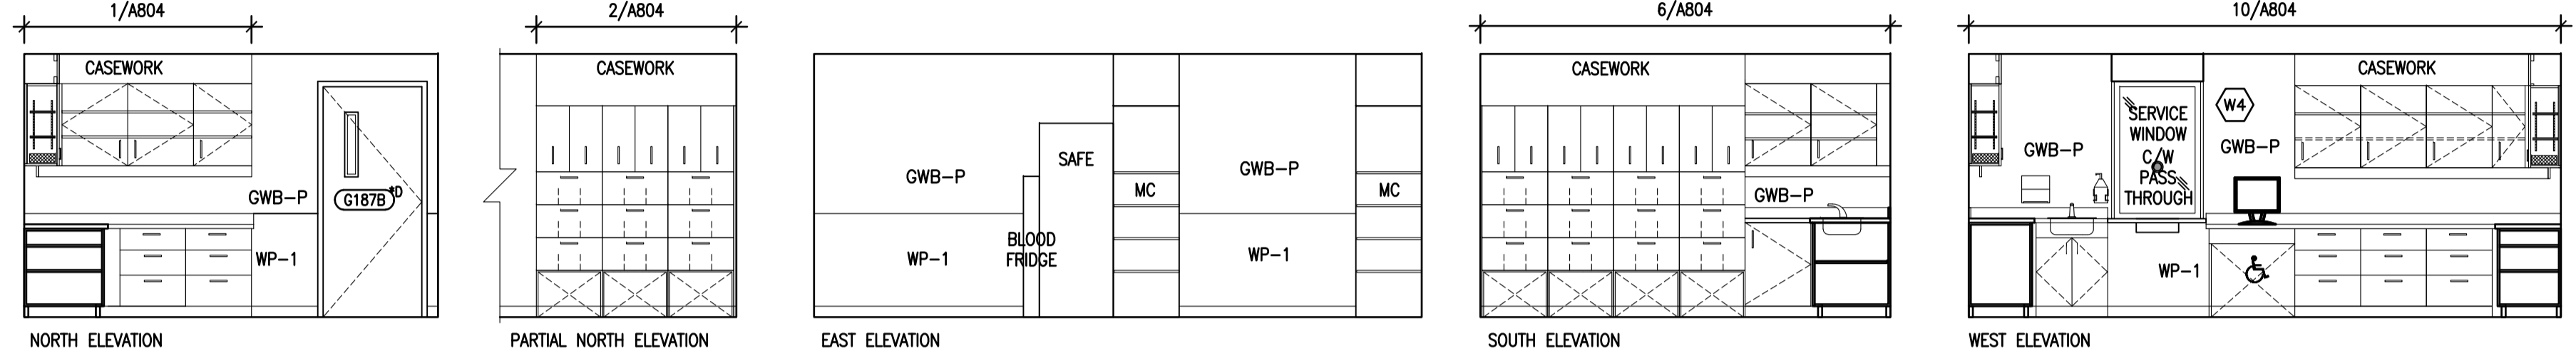 1/A804
CASEWORK
GWB-P
G187B
*D
WP-1
NORTH ELEVATION
2/A804
CASEWORK
PARTIAL NORTH ELEVATION
GWB-P
SAFE
MC
GWB-P
MC
BLOOD
FRIDGE
WP-1
WP-1
EAST ELEVATION
6/A804
CASEWORK
GWB-P
SOUTH ELEVATION
10/A804
CASEWORK
SERVICE
WINDOW
C/W
PASS
THROUGH
W4
GWB-P
GWB-P
WP-1
WEST ELEVATION